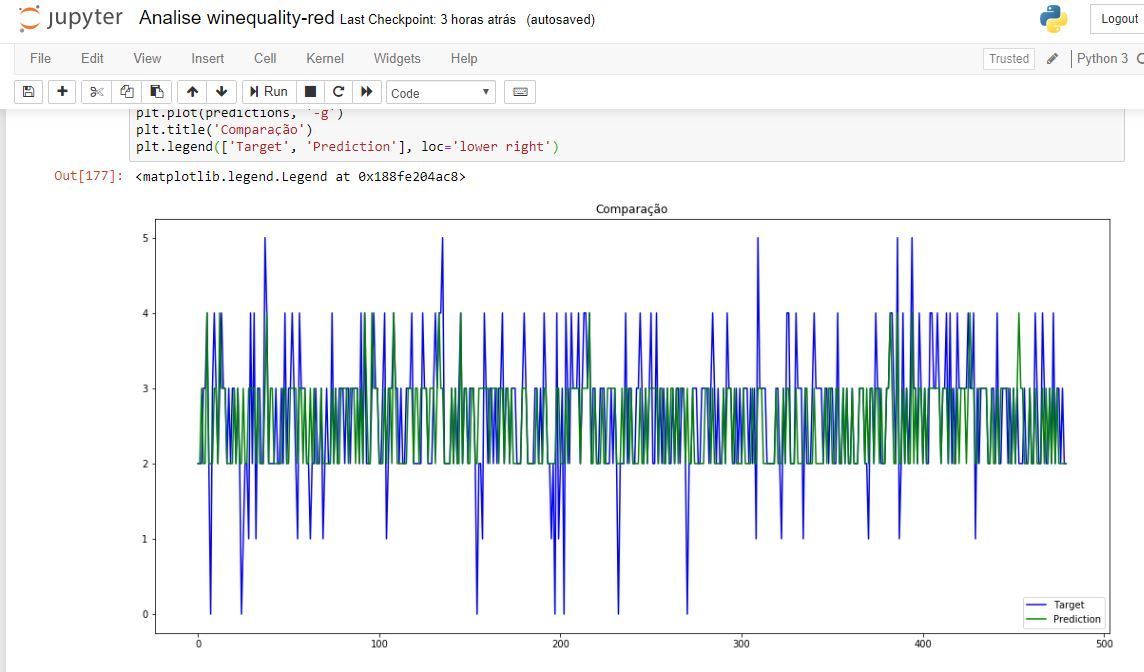 jupyter Analise winequality-red Last Checkpoint: 3 horas atrás (autosaved)
Logout
File Edit View Insert Cell Kernel Widgets Help
Trusted Python 3
Run Code
plt.plot(predictions, '-g')
plt.title('Comparação')
plt.legend(['Target', 'Prediction'], loc='lower right')
Out[177]: <matplotlib.legend.Legend at 0x188fe204ac8>
Comparação
5
4
3
2
1
0
Target
Prediction
0 100 200 300 400 500